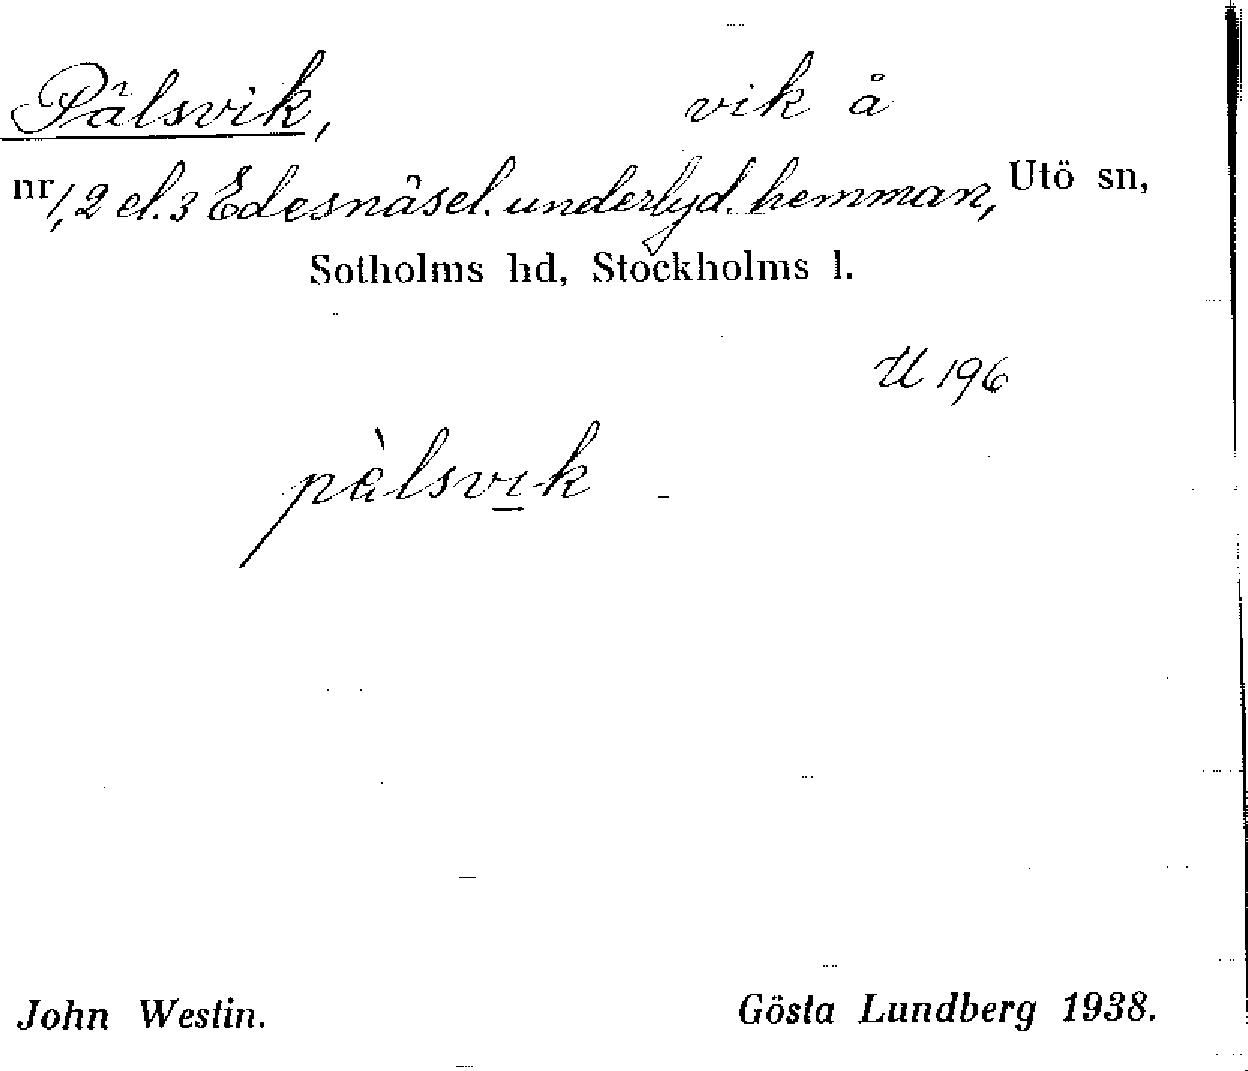 Pålsvik, vik å
nr 1, 2 el. 3 Edesnäs el. underlyd. hemman, Utö sn,
Sotholms hd, Stockholms l.
U 196
pàlsvik
John Westin. Gösta Lundberg 1938.